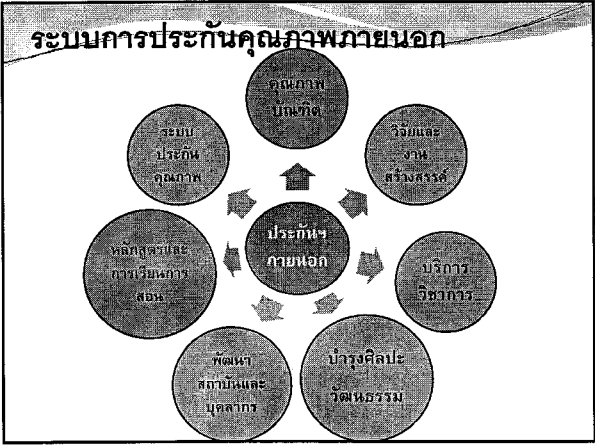 ระบบการประกันคุณภาพภายนอก
คุณภาพ
บัณฑิต
วิจัยและ
งาน
สร้างสรรค์
บริการ
วิชาการ
บำรุงศิลปะ
วัฒนธรรม
พัฒนา
สถาบันและ
บุคลากร
หลักสูตรและ
การเรียนการ
สอน
ระบบ
ประกัน
คุณภาพ
ประกันฯ
ภายนอก